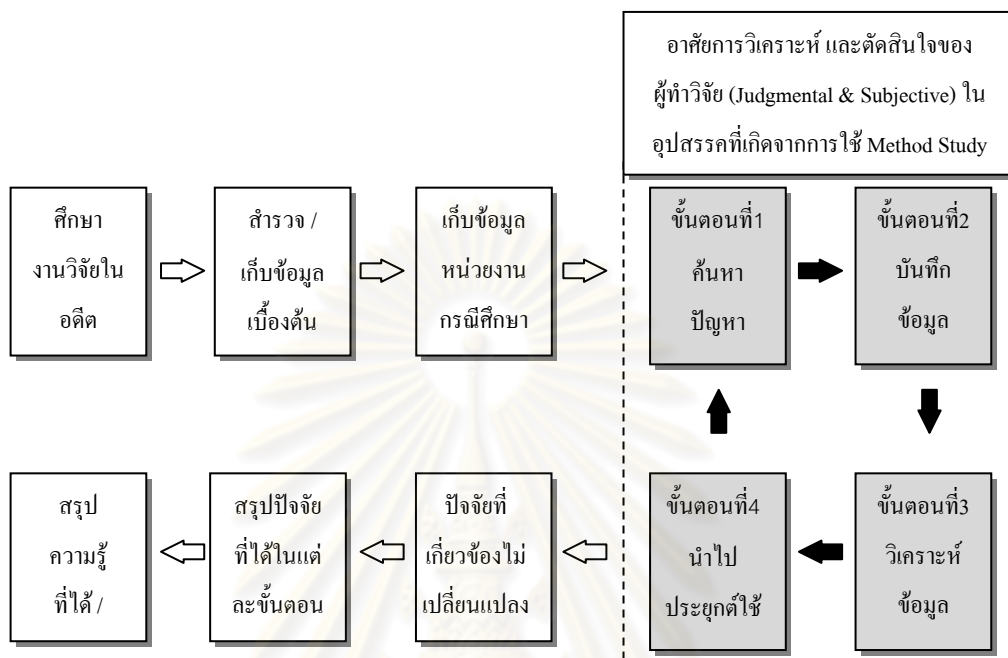 อาศัยการวิเคราะห์ และตัดสินใจของ
ผู้ทำวิจัย (Judgmental & Subjective) ใน
อุปสรรคที่เกิดจากการใช้ Method Study
ศึกษา
งานวิจัยใน
อดีต
สำรวจ /
เก็บข้อมูล
เบื้องต้น
เก็บข้อมูล
หน่วยงาน
กรณีศึกษา
ขั้นตอนที่1
ค้นหา
ปัญหา
ขั้นตอนที่2
บันทึก
ข้อมูล
ขั้นตอนที่3
วิเคราะห์
ข้อมูล
ขั้นตอนที่4
นำไป
ประยุกต์ใช้
ปัจจัยที่
เกี่ยวข้องไม่
เปลี่ยนแปลง
สรุปปัจจัย
ที่ได้ในแต่
ละขั้นตอน
สรุป
ความรู้
ที่ได้ /